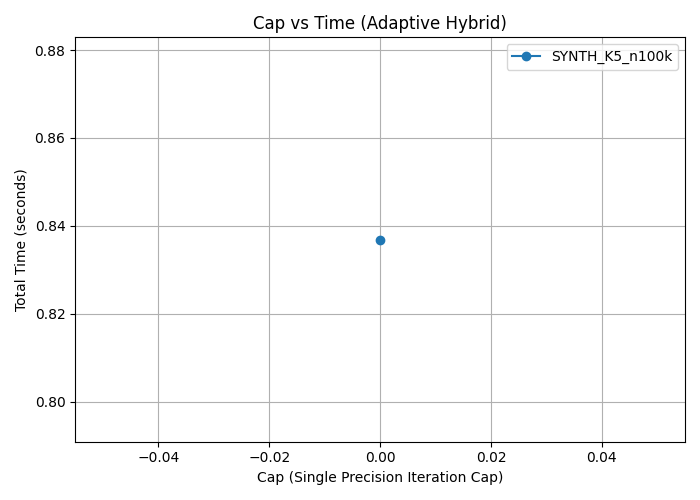 Cap vs Time (Adaptive Hybrid)
SYNTH_K5_n100k
0.88
0.86
0.84
0.82
0.80
Total Time (seconds)
−0.04
−0.02
0.00
0.02
0.04
Cap (Single Precision Iteration Cap)